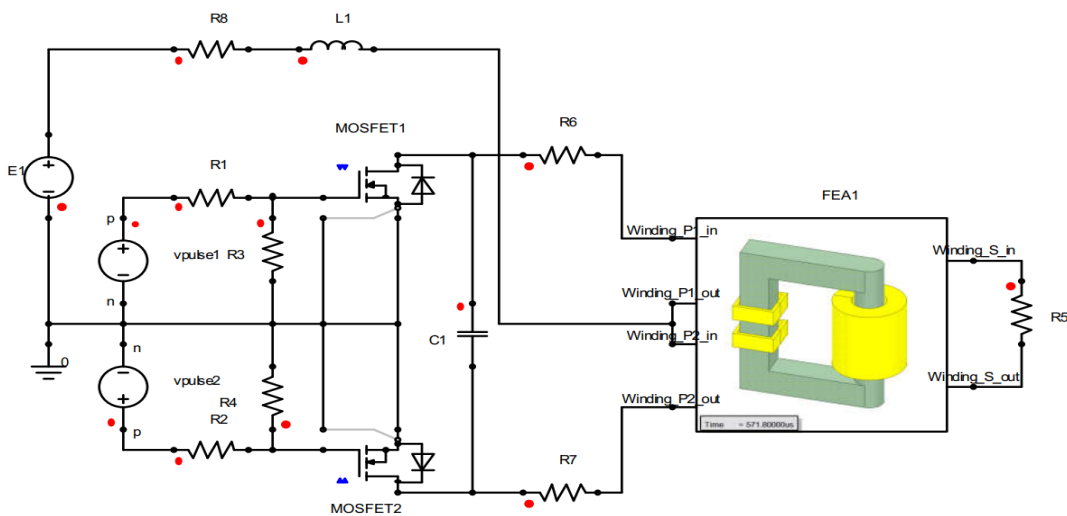 R8
L1
MOSFET1
R6
E1
R1
FEA1
p
Winding_P1_in
Winding_S_in
vpulse1
R3
n
Winding_P1_out
R5
C1
Winding_P2_in
0
n
vpulse2
Winding_S_out
R4
R2
Winding_P2_out
p
Time = 571.80000us
R7
MOSFET2